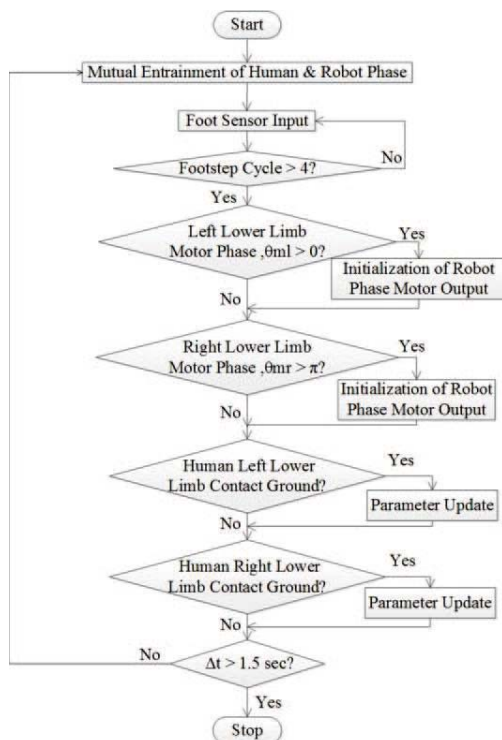 Start
Mutual Entrainment of Human & Robot Phase
Foot Sensor Input
Footstep Cycle > 4?
No
Yes
Left Lower Limb
Motor Phase ,θml > 0?
Yes
Initialization of Robot
Phase Motor Output
No
Right Lower Limb
Motor Phase ,θmr > π?
Yes
Initialization of Robot
Phase Motor Output
No
Human Left Lower
Limb Contact Ground?
Yes
Parameter Update
No
Human Right Lower
Limb Contact Ground?
Yes
Parameter Update
No
Δt > 1.5 sec?
No
Yes
Stop